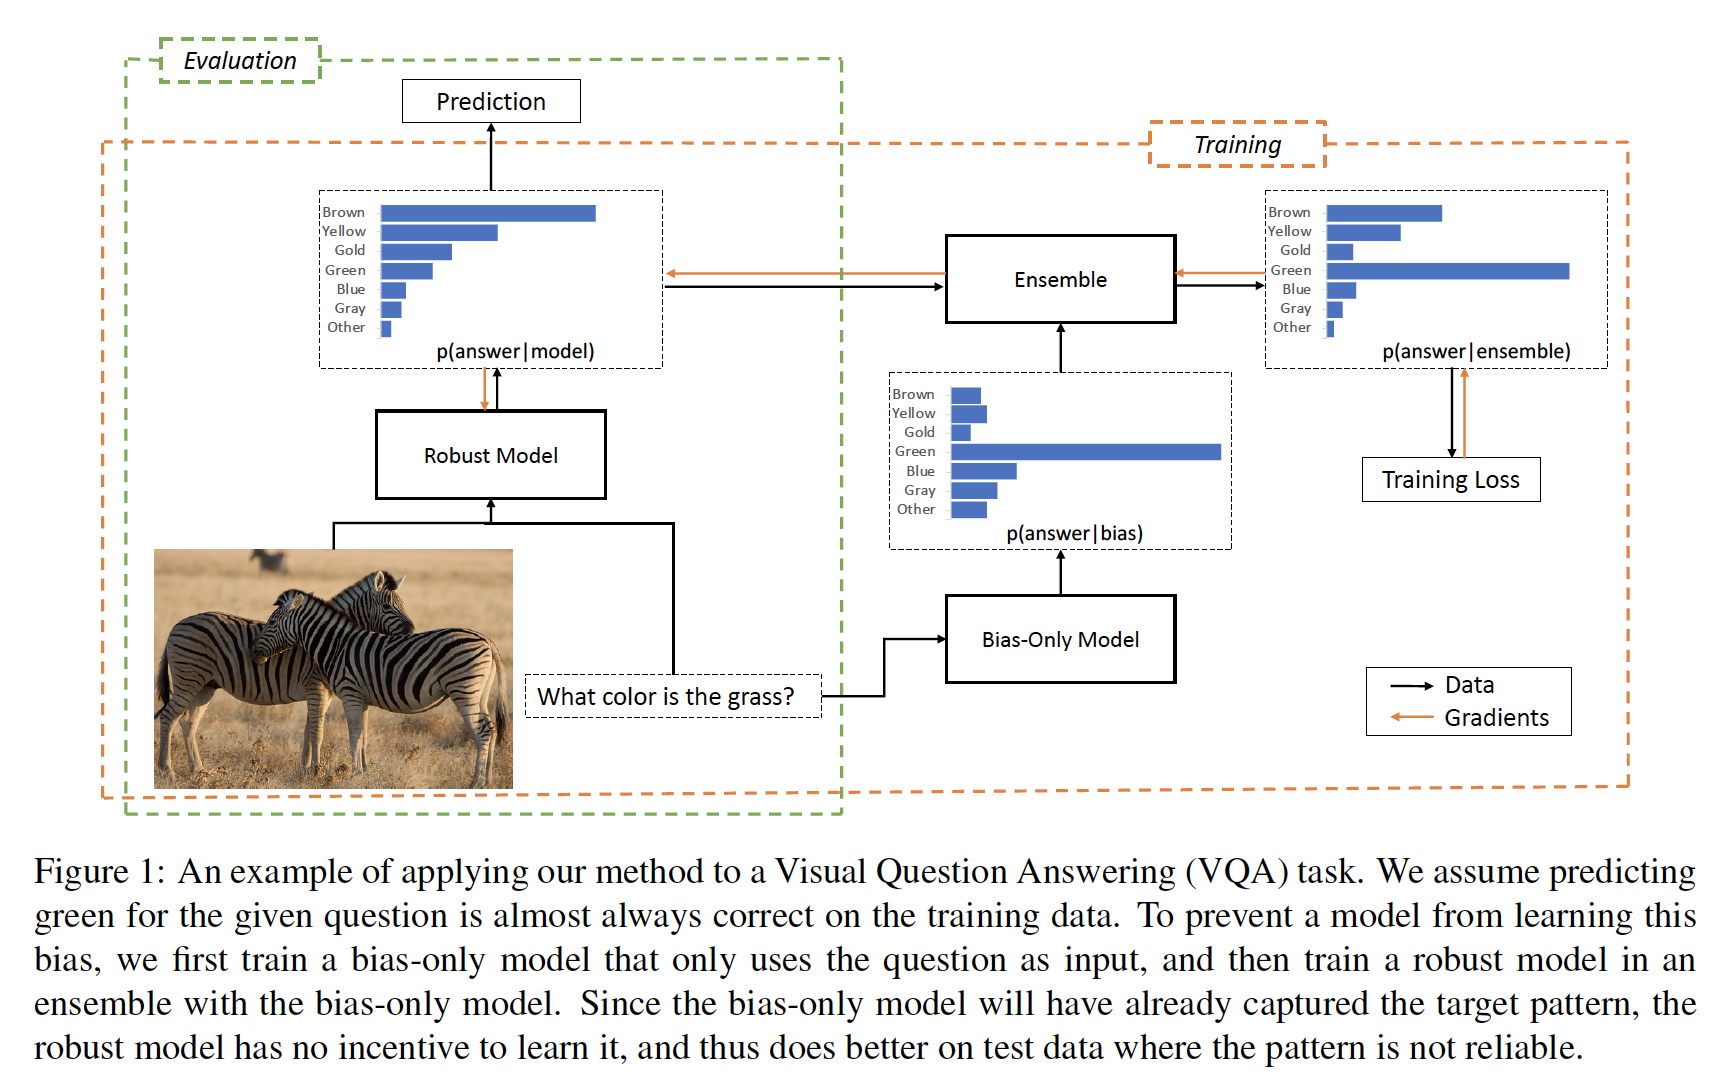 Evaluation
Prediction
Training
Brown
Yellow
Gold
Green
Blue
Gray
Other
p(answer|model)
Ensemble
Brown
Yellow
Gold
Green
Blue
Gray
Other
p(answer|ensemble)
Brown
Yellow
Gold
Green
Blue
Gray
Other
p(answer|bias)
Robust Model
Training Loss
Bias-Only Model
What color is the grass?
Data
Gradients
Figure 1: An example of applying our method to a Visual Question Answering (VQA) task. We assume predicting
green for the given question is almost always correct on the training data. To prevent a model from learning this
bias, we first train a bias-only model that only uses the question as input, and then train a robust model in an
ensemble with the bias-only model. Since the bias-only model will have already captured the target pattern, the
robust model has no incentive to learn it, and thus does better on test data where the pattern is not reliable.